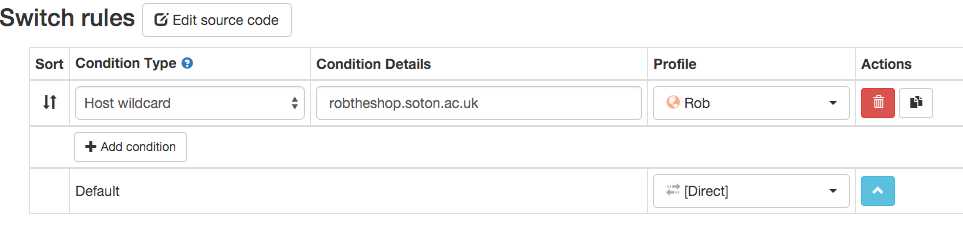 Switch rules Edit source code
Sort Condition Type ? Condition Details Profile Actions
Host wildcard robtheshop.soton.ac.uk Rob
+ Add condition
Default [Direct]